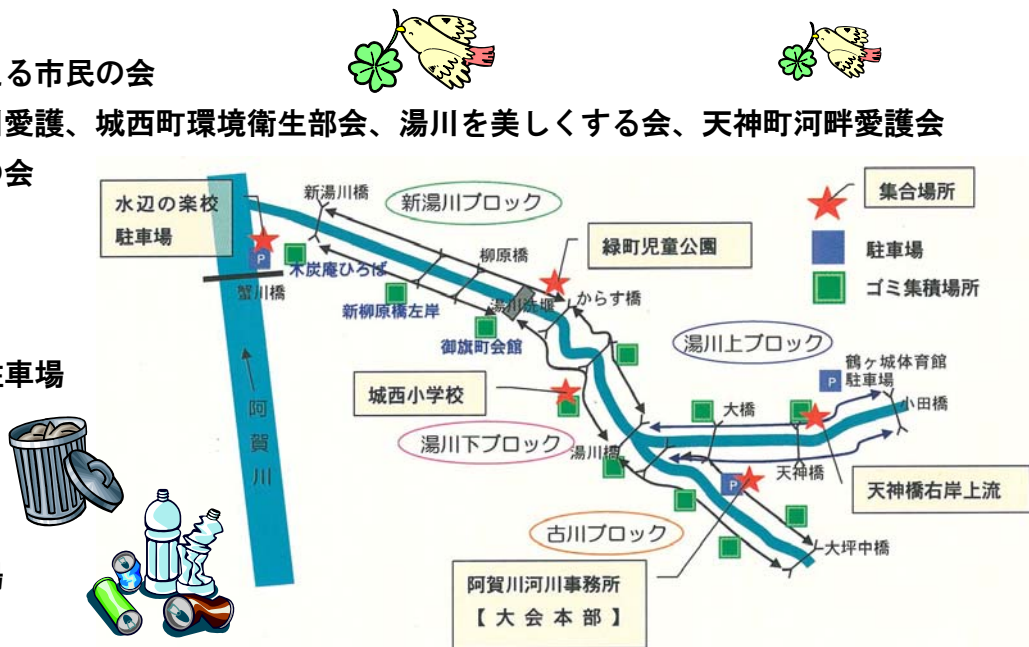 る市民の会
愛護、城西町環境衛生部会、湯川を美しくする会、天神町河畔愛護会
の会
水辺の楽校
駐車場
新湯川橋
新湯川ブロック
集合場所
駐車場
ゴミ集積場所
緑町児童公園
柳原橋
P
木炭庵ひろば
蟹川橋
新柳原橋左岸
湯川洗堰
からす橋
御旗町会館
湯川上ブロック
車場
鶴ヶ城体育館
駐車場
P
小田橋
城西小学校
阿賀川
大橋
湯川下ブロック
湯川橋
天神橋
天神橋右岸上流
P
古川ブロック
大坪中橋
阿賀川河川事務所
【大会本部】